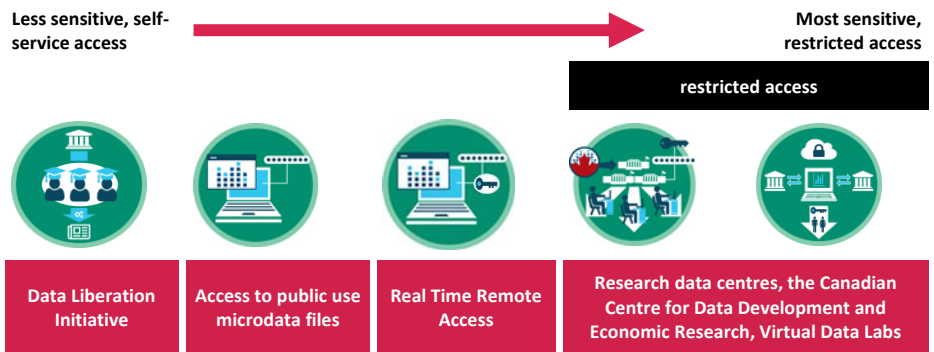 Less sensitive, self-
service access
Most sensitive,
restricted access
restricted access
Data Liberation
Initiative
Access to public use
microdata files
Real Time Remote
Access
Research data centres, the Canadian
Centre for Data Development and
Economic Research, Virtual Data Labs